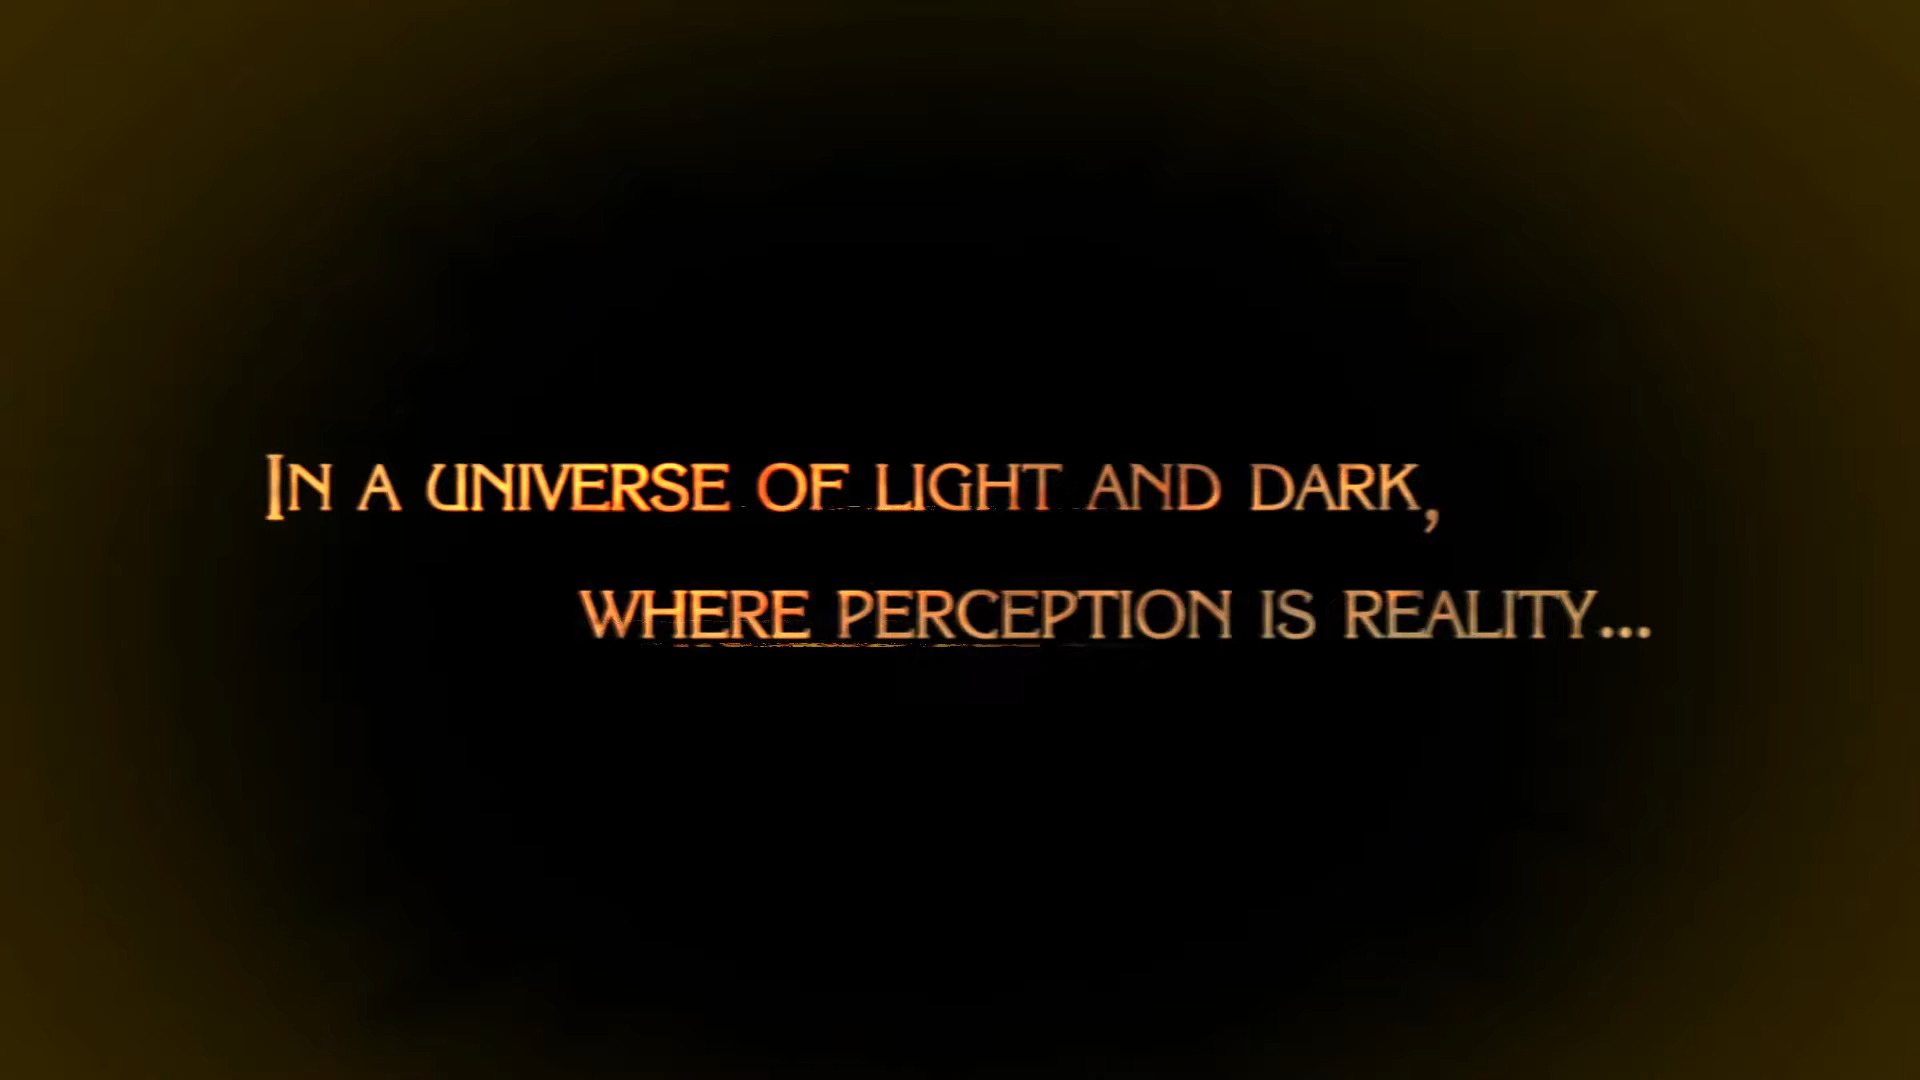 In a universe of light and dark,
where perception is reality...